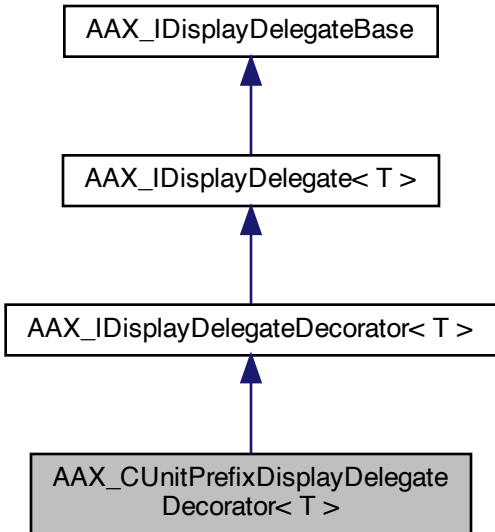 AAX_IDisplayDelegateBase
AAX_IDisplayDelegate< T >
AAX_IDisplayDelegateDecorator< T >
AAX_CUnitPrefixDisplayDelegate
Decorator< T >